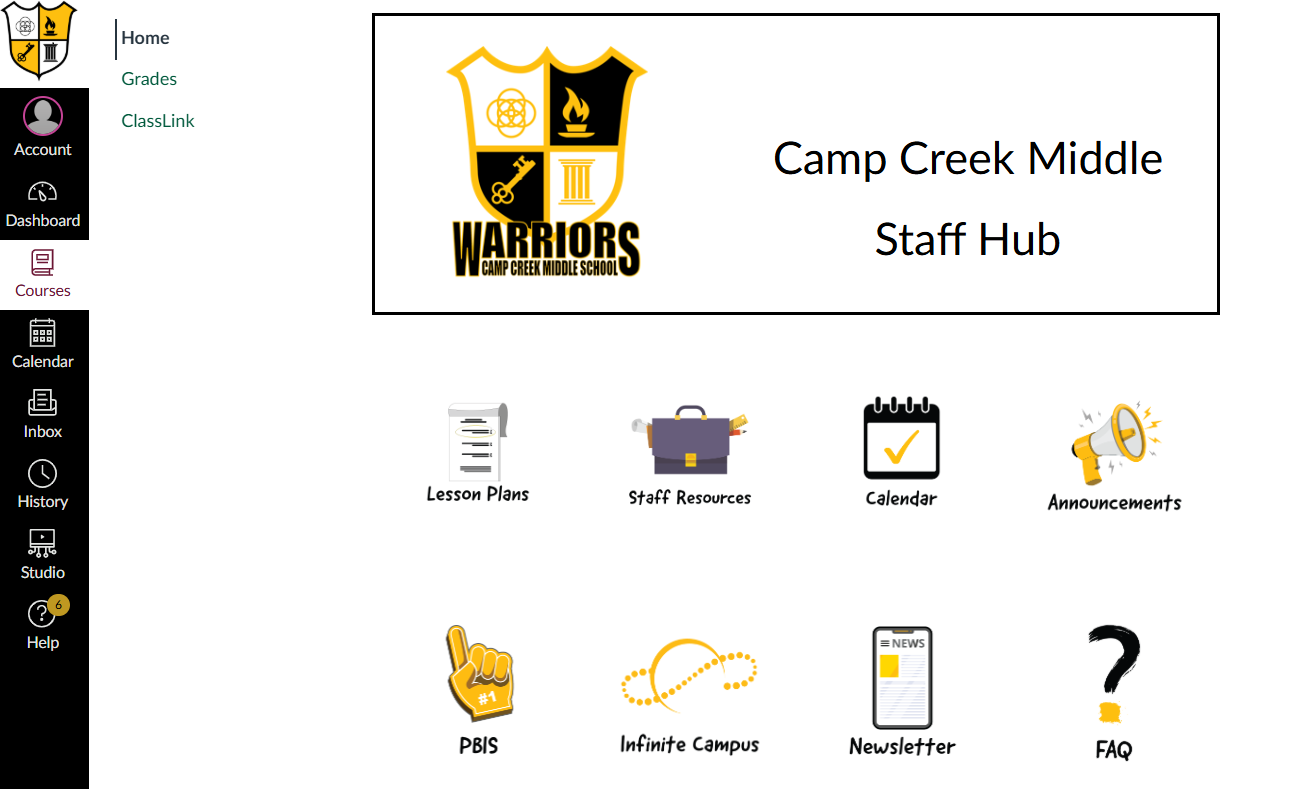 Home
Grades
ClassLink
Account
Dashboard
Courses
Calendar
Inbox
History
Studio
6
Help
WARRIORS
CAMP CREEK MIDDLE SCHOOL
Camp Creek Middle
Staff Hub
Lesson Plans
Staff Resources
Calendar
Announcements
#1
PBIS
Infinite Campus
NEWS
Newsletter
?
FAQ